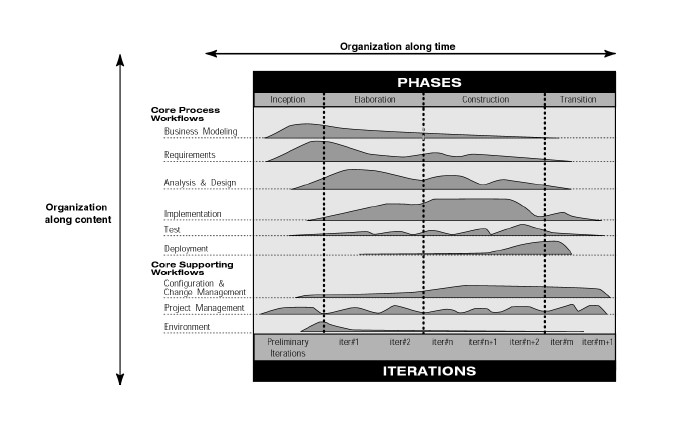 Organization along time
PHASES
Inception Elaboration Construction Transition
Core Process
Workflows
Business Modeling
Requirements
Analysis & Design
Organization
along content
Implementation
Test
Deployment
Core Supporting
Workflows
Configuration &
Change Management
Project Management
Environment
Preliminary
Iterations
iter#1 iter#2 iter#n iter#n+1 iter#n+2 iter#m iter#m+1
ITERATIONS